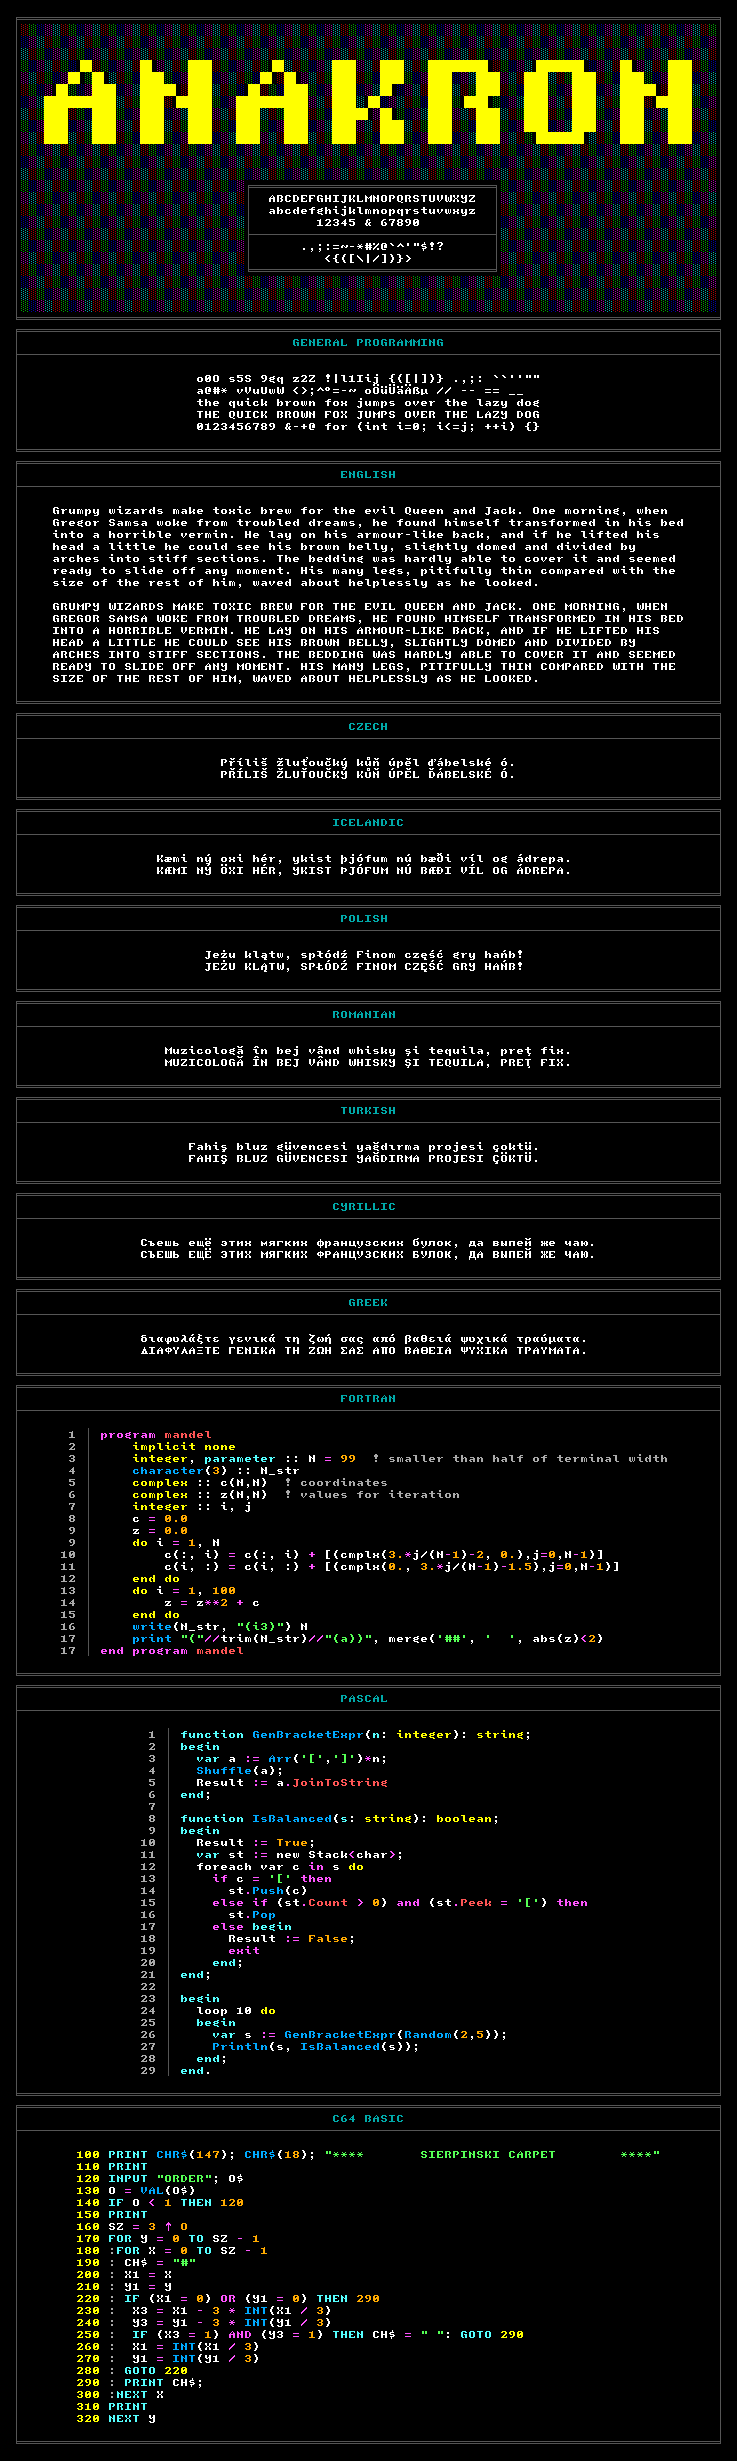 ANAKRON
ABCDEFGHIJKLMNOPQRSTUVWXYZ
abcdefghijklmnopqrstuvwxyz
12345 & 67890
.,;:=~-*#%@`^'"$!?
<{([\|/])}>
GENERAL PROGRAMMING
o0O s5S 9gq z2Z !|l1Iij {([|])} .,;: ``''""
a@#* vVuUwW <>;^°=-~ oÖüÜäÄßµ // -- == __
the quick brown fox jumps over the lazy dog
THE QUICK BROWN FOX JUMPS OVER THE LAZY DOG
0123456789 &-+@ for (int i=0; i<=j; ++i) {}
ENGLISH
Grumpy wizards make toxic brew for the evil Queen and Jack. One morning, when
Gregor Samsa woke from troubled dreams, he found himself transformed in his bed
into a horrible vermin. He lay on his armour-like back, and if he lifted his
head a little he could see his brown belly, slightly domed and divided by
arches into stiff sections. The bedding was hardly able to cover it and seemed
ready to slide off any moment. His many legs, pitifully thin compared with the
size of the rest of him, waved about helplessly as he looked.
GRUMPY WIZARDS MAKE TOXIC BREW FOR THE EVIL QUEEN AND JACK. ONE MORNING, WHEN
GREGOR SAMSA WOKE FROM TROUBLED DREAMS, HE FOUND HIMSELF TRANSFORMED IN HIS BED
INTO A HORRIBLE VERMIN. HE LAY ON HIS ARMOUR-LIKE BACK, AND IF HE LIFTED HIS
HEAD A LITTLE HE COULD SEE HIS BROWN BELLY, SLIGHTLY DOMED AND DIVIDED BY
ARCHES INTO STIFF SECTIONS. THE BEDDING WAS HARDLY ABLE TO COVER IT AND SEEMED
READY TO SLIDE OFF ANY MOMENT. HIS MANY LEGS, PITIFULLY THIN COMPARED WITH THE
SIZE OF THE REST OF HIM, WAVED ABOUT HELPLESSLY AS HE LOOKED.
CZECH
Příliš žluťoučký kůň úpěl ďábelské ó.
PŘÍLIŠ ŽLUŤOUČKÝ KŮŇ ÚPĚL ĎÁBELSKÉ Ó.
ICELANDIC
Kæmi ný öxi hér, ykist þjófum nú bæði víl og ádrepa.
KÆMI NÝ ÖXI HÉR, YKIST ÞJÓFUM NÚ BÆÐI VÍL OG ÁDREPA.
POLISH
Jeżu klątw, spłódź Finom część gry hańb!
JEŻU KLĄTW, SPŁÓDŹ FINOM CZĘŚĆ GRY HAŃB!
ROMANIAN
Muzicologă în bej vând whisky și tequila, preț fix.
MUZICOLOGĂ ÎN BEJ VÂND WHISKY ȘI TEQUILA, PREȚ FIX.
TURKISH
Fahiş bluz güvencesi yağdırma projesi çoktü.
FAHIŞ BLUZ GÜVENCESI YAĞDIRMA PROJESI ÇÖKTÜ.
CYRILLIC
Съешь ещё этих мягких французских булок, да выпей же чаю.
СЪЕШЬ ЕЩЁ ЭТИХ МЯГКИХ ФРАНЦУЗСКИХ БУЛОК, ДА ВЫПЕЙ ЖЕ ЧАЮ.
GREEK
διαφυλάξτε γενικά τη ζωή σας από βαθειά ψυχικά τραύματα.
ΔΙΑΦΥΛΑΞΤΕ ΓΕΝΙΚΑ ΤΗ ΖΩΗ ΣΑΣ ΑΠΟ ΒΑΘΕΙΑ ΨΥΧΙΚΑ ΤΡΑΥΜΑΤΑ.
FORTRAN
1 program mandel
2 implicit none
3 integer, parameter :: N = 99  ! smaller than half of terminal width
4 character(3) :: N_str
5 complex :: c(N,N)  ! coordinates
6 complex :: z(N,N)  ! values for iteration
7 integer :: i, j
8 c = 0.0
9 z = 0.0
9 do i = 1, N
10 c(:, i) = c(:, i) + [(cmplx(3.*j/(N-1)-2, 0.),j=0,N-1)]
11 c(i, :) = c(i, :) + [(cmplx(0., 3.*j/(N-1)-1.5),j=0,N-1)]
12 end do
13 do i = 1, 100
14 z = z**2 + c
15 end do
16 write(N_str, "(i3)") N
17 print "("//trim(N_str)//"(a))", merge('##', '  ', abs(z)<2)
17 end program mandel
PASCAL
1 function GenBracketExpr(n: integer): string;
2 begin
3 var a := Arr('[',']')*n;
4 Shuffle(a);
5 Result := a.JoinToString
6 end;
7
8 function IsBalanced(s: string): boolean;
9 begin
10 Result := True;
11 var st := new Stack<char>;
12 foreach var c in s do
13 if c = '[' then
14 st.Push(c)
15 else if (st.Count > 0) and (st.Peek = '[') then
16 st.Pop
17 else begin
18 Result := False;
19 exit
20 end;
21 end;
22
23 begin
24 loop 10 do
25 begin
26 var s := GenBracketExpr(Random(2,5));
27 Println(s, IsBalanced(s));
28 end;
29 end.
C64 BASIC
100 PRINT CHR$(147); CHR$(18); "****       SIERPINSKI CARPET        ****"
110 PRINT
120 INPUT "ORDER"; O$
130 O = VAL(O$)
140 IF O < 1 THEN 120
150 PRINT
160 SZ = 3 ↑ O
170 FOR Y = 0 TO SZ - 1
180 :FOR X = 0 TO SZ - 1
190 : CH$ = "#"
200 : X1 = X
210 : Y1 = Y
220 : IF (X1 = 0) OR (Y1 = 0) THEN 290
230 :  X3 = X1 - 3 * INT(X1 / 3)
240 :  Y3 = Y1 - 3 * INT(Y1 / 3)
250 :  IF (X3 = 1) AND (Y3 = 1) THEN CH$ = " ": GOTO 290
260 :  X1 = INT(X1 / 3)
270 :  Y1 = INT(Y1 / 3)
280 : GOTO 220
290 : PRINT CH$;
300 :NEXT X
310 PRINT
320 NEXT Y